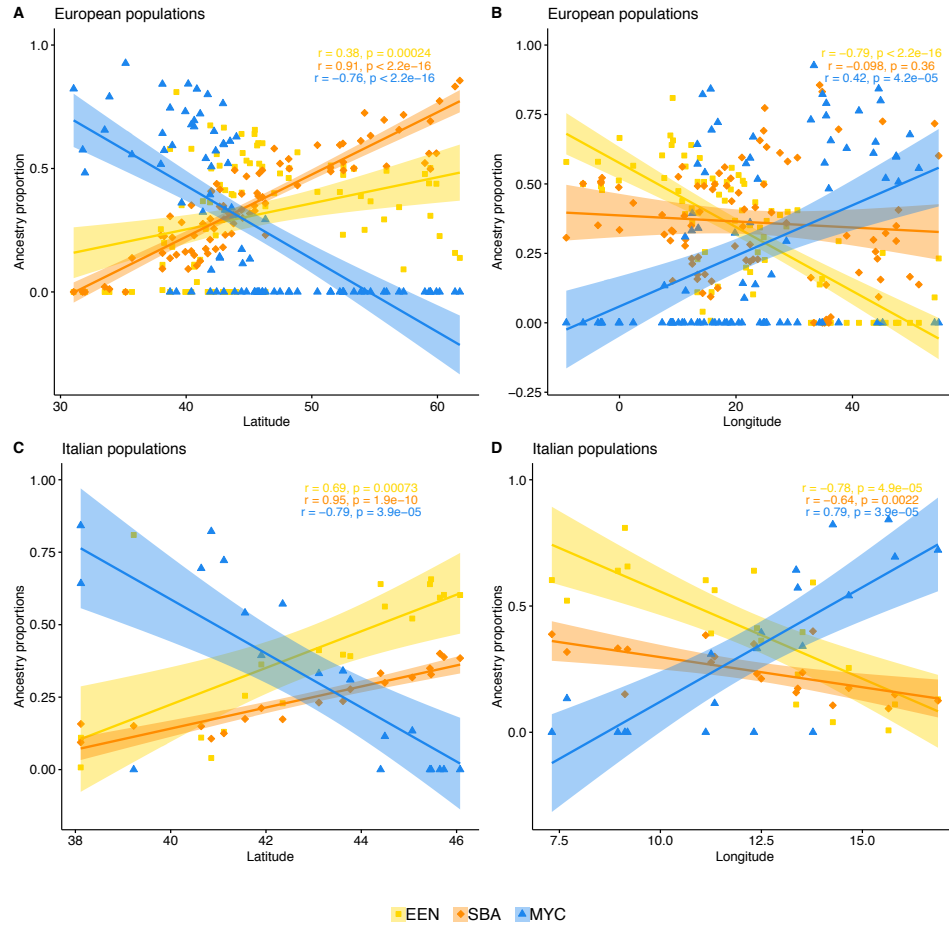 A European populations
r = 0.38, p = 0.00024
r = 0.91, p < 2.2e−16
r = −0.76, p < 2.2e−16
Ancestry proportion
1.0
0.5
0.0
30 40 50 60
Latitude
B European populations
r = −0.79, p < 2.2e−16
r = −0.098, p = 0.36
r = 0.42, p = 4.2e−05
Ancestry proportion
1.00
0.75
0.50
0.25
0.00
−0.25
0 20 40
Longitude
C Italian populations
r = 0.69, p = 0.00073
r = 0.95, p = 1.9e−10
r = −0.79, p = 3.9e−05
Ancestry proportions
1.00
0.75
0.50
0.25
0.00
38 40 42 44 46
Latitude
D Italian populations
r = −0.78, p = 4.9e−05
r = −0.64, p = 0.0022
r = 0.79, p = 3.9e−05
Ancestry proportions
1.0
0.5
0.0
7.5 10.0 12.5 15.0
Longitude
EEN SBA MYC